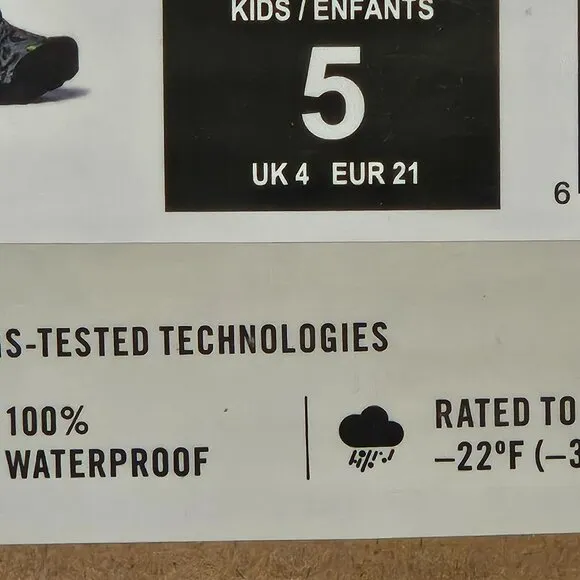 KIDS / ENFANTS
5
UK 4 EUR 21
6
S-TESTED TECHNOLOGIES
100%
WATERPROOF
RATED TO
–22°F (–3